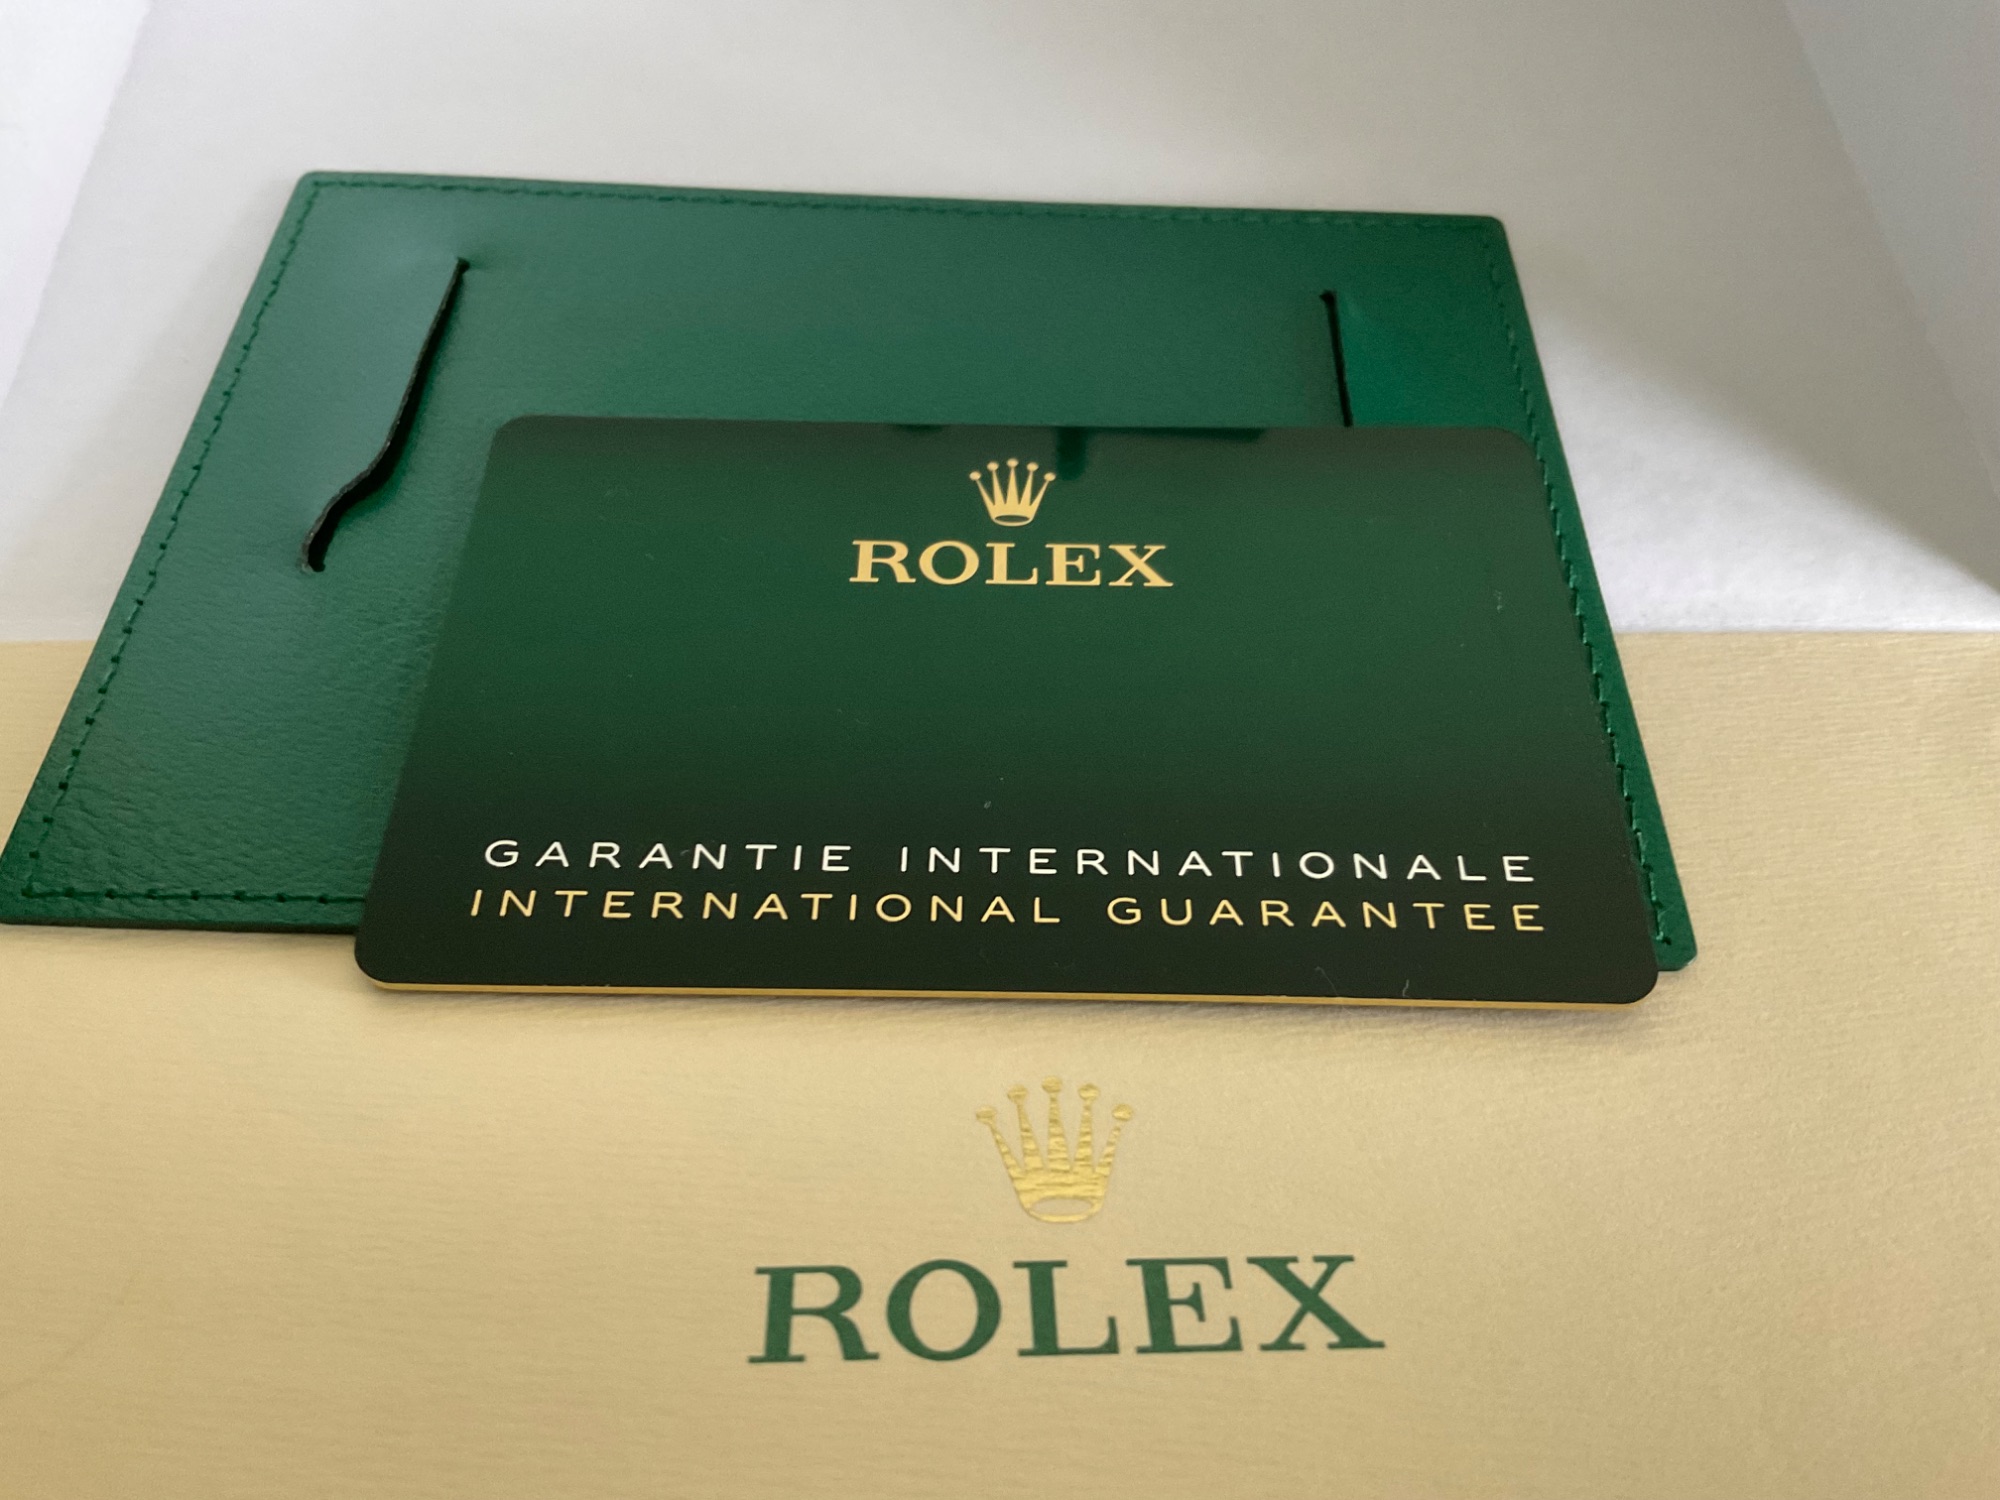 ROLEX
GARANTIE INTERNATIONALE
INTERNATIONAL GUARANTEE
ROLEX